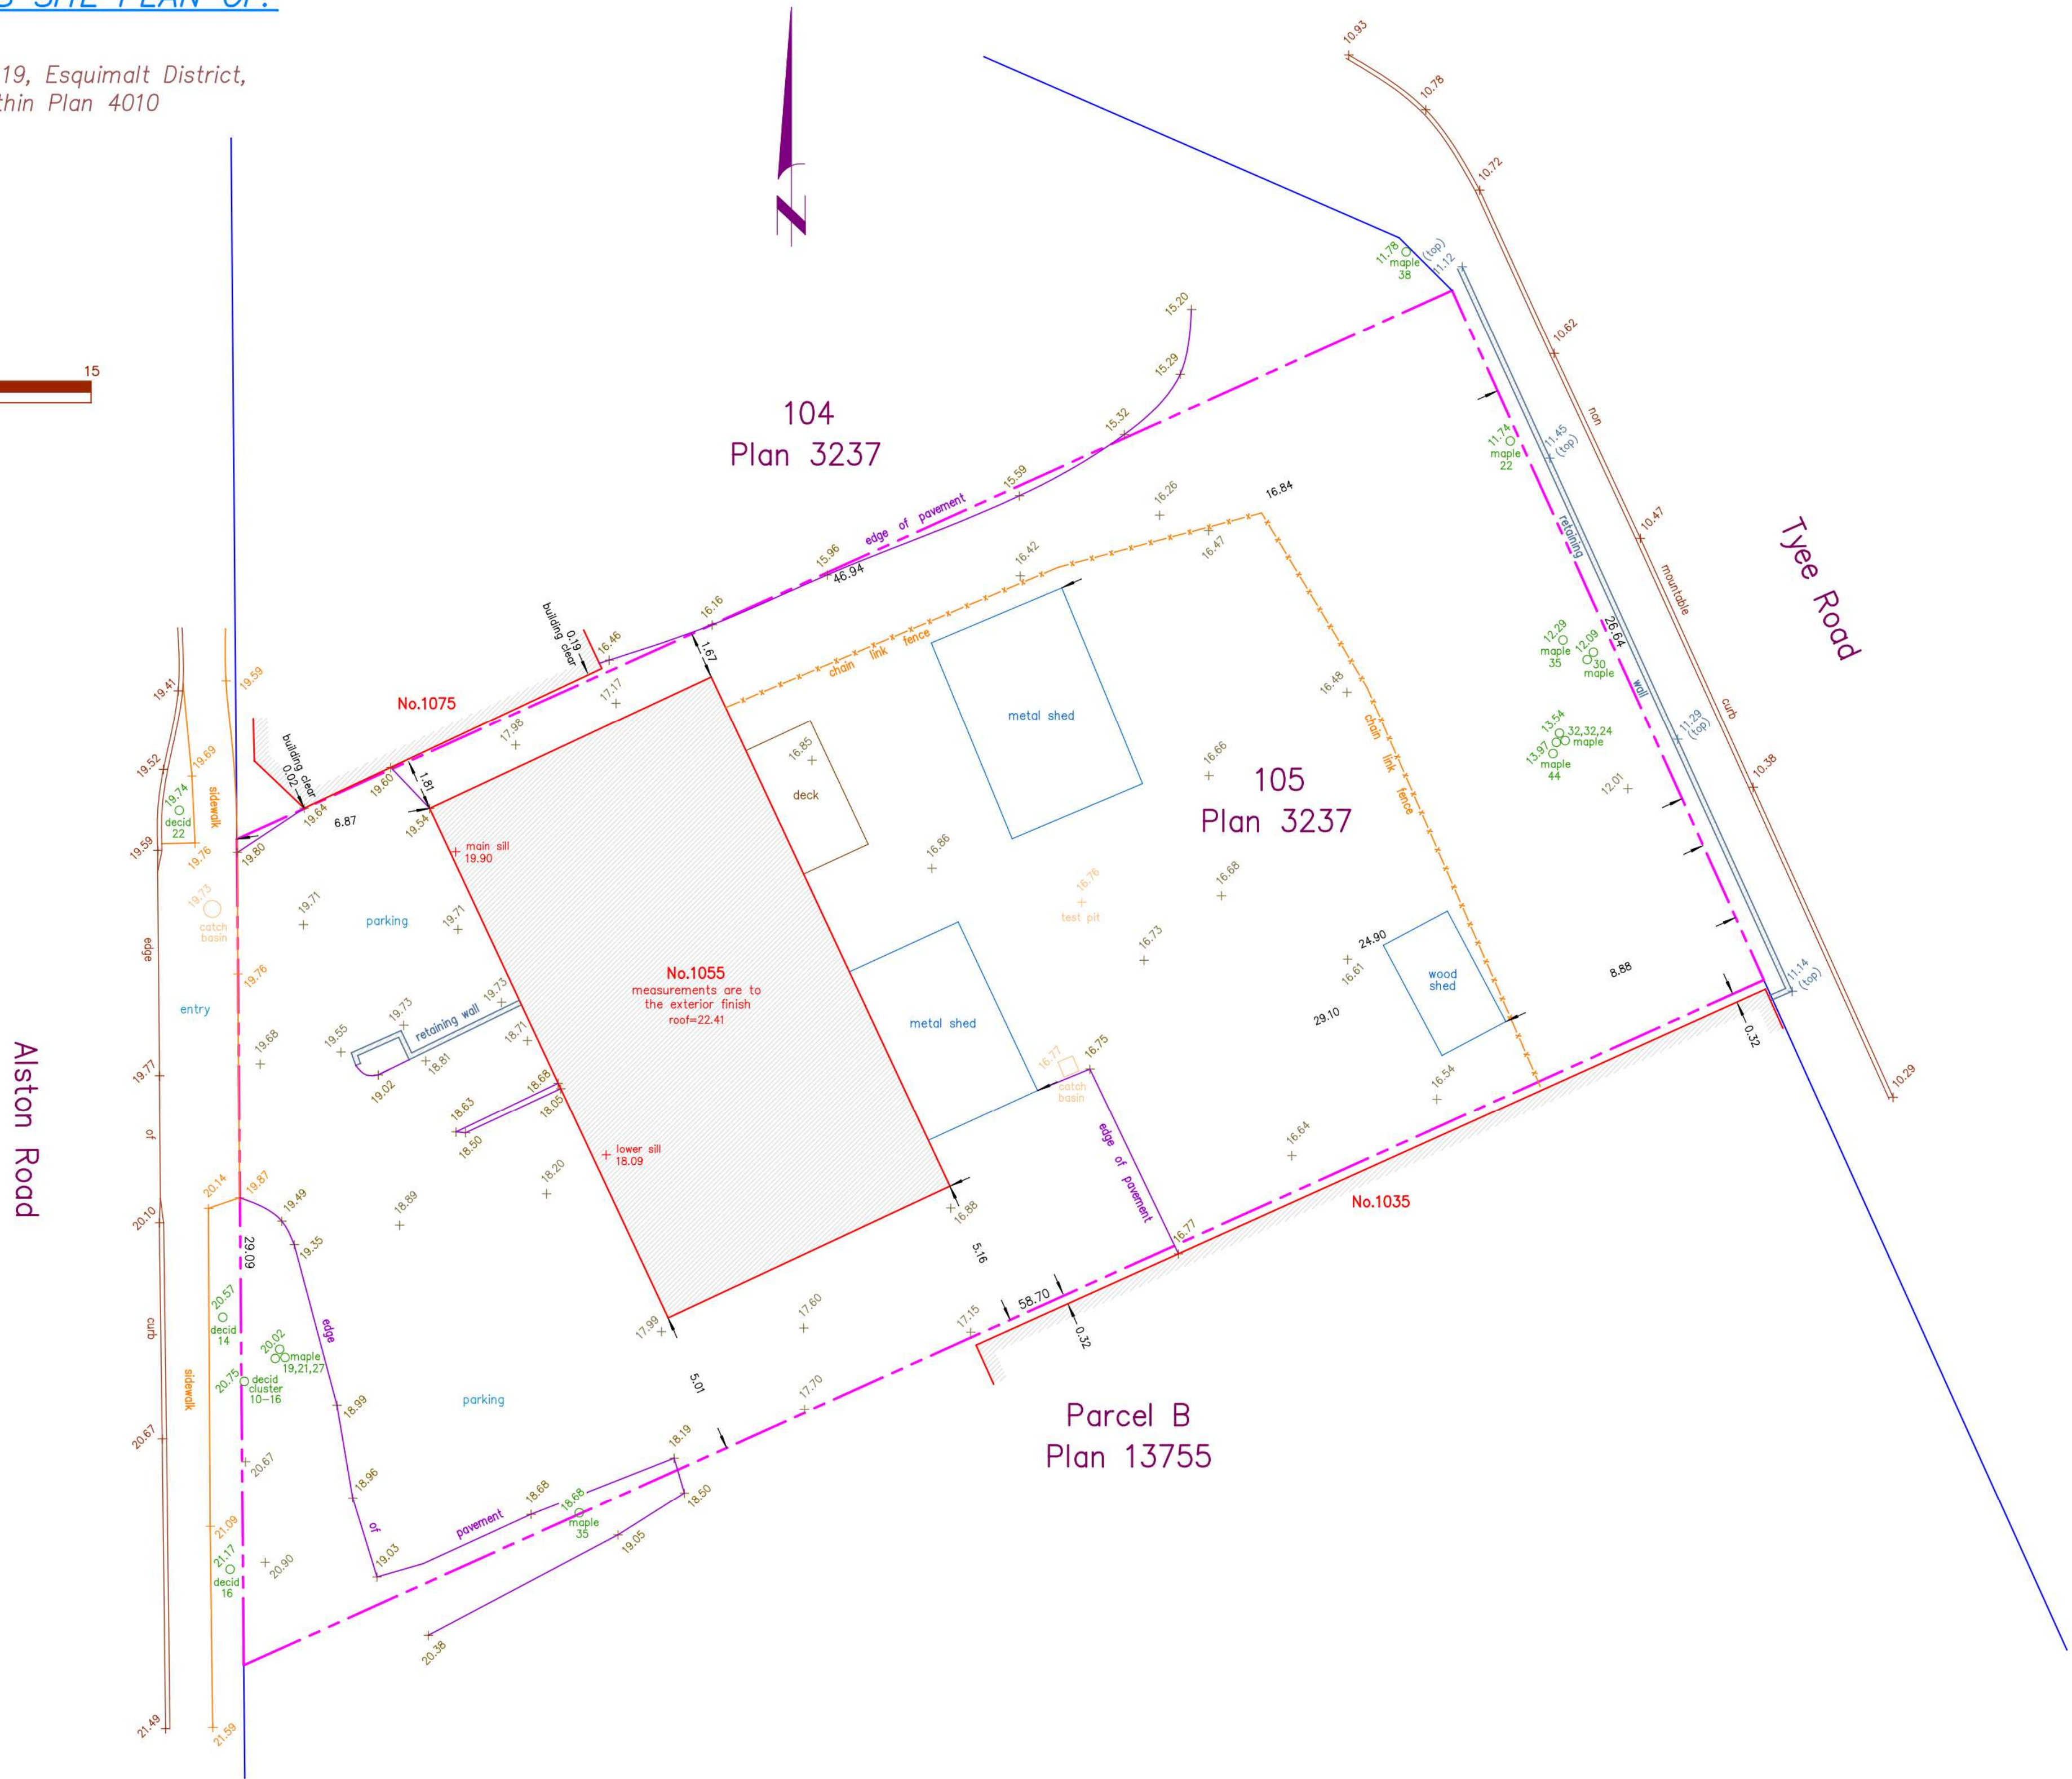 19, Esquimalt District,
Plan 4010
15
104
Plan 3237
105
Plan 3237
Parcel B
Plan 13755
Tyee Road
Alston Road
10.93
10.78
10.72
10.62
10.47
10.38
10.29
non
mountable
curb
11.78
maple
38
(top)
11.12
11.74
maple
22
11.45
(top)
retaining
wall
26.64
12.29
maple
35
12.09
30
maple
13.54
32,32,24
maple
13.97
maple
44
11.29
(top)
12.01
11.14
(top)
15.20
15.29
15.32
15.59
edge of pavement
15.96
46.94
16.16
16.46
building clear
0.19
1.67
17.17
17.98
No.1075
building clear
0.02
19.64
19.60
1.81
19.54
6.87
19.80
16.26
16.84
16.42
16.47
16.48
chain link fence
chain link fence
metal shed
16.66
16.85
deck
16.86
16.76
test pit
16.68
16.73
24.90
16.61
wood
shed
8.88
29.10
0.32
16.54
16.64
No.1035
metal shed
16.77
catch
basin
16.75
edge of pavement
16.77
16.88
5.16
58.70
0.32
17.15
17.60
17.70
17.99
5.01
No.1055
measurements are to
the exterior finish
roof=22.41
main sill
19.90
lower sill
18.09
19.41
19.52
19.59
19.69
19.74
decid
22
sidewalk
19.59
19.76
19.73
catch
basin
19.71
parking
19.71
19.76
edge
entry
19.68
19.73
19.73
retaining wall
19.55
18.71
18.81
19.02
18.68
18.05
18.63
18.50
18.20
18.89
19.77
of
20.14
19.87
19.49
19.35
20.10
29.09
20.57
decid
14
edge
curb
20.02
maple
19,21,27
20.75
decid
cluster
10-16
sidewalk
18.99
parking
20.67
20.67
18.96
18.19
18.68
18.68
maple
35
18.50
pavement
of
19.05
19.03
21.09
21.17
decid
16
20.90
20.38
21.49
21.59